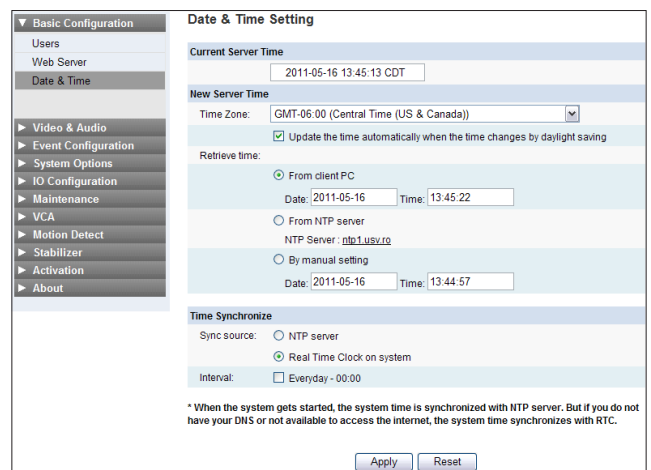 ▼ Basic Configuration
Users
Web Server
Date & Time
► Video & Audio
► Event Configuration
► System Options
► IO Configuration
► Maintenance
► VCA
► Motion Detect
► Stabilizer
► Activation
► About
Date & Time Setting
Current Server Time
2011-05-16 13:45:13 CDT
New Server Time
Time Zone: GMT-06:00 (Central Time (US & Canada))
Update the time automatically when the time changes by daylight saving
Retrieve time:
From client PC
Date: 2011-05-16 Time: 13:45:22
From NTP server
NTP Server : ntp1.usv.ro
By manual setting
Date: 2011-05-16 Time: 13:44:57
Time Synchronize
Sync source: NTP server
Real Time Clock on system
Interval: Everyday - 00:00
* When the system gets started, the system time is synchronized with NTP server. But if you do not
have your DNS or not available to access the internet, the system time synchronizes with RTC.
Apply Reset